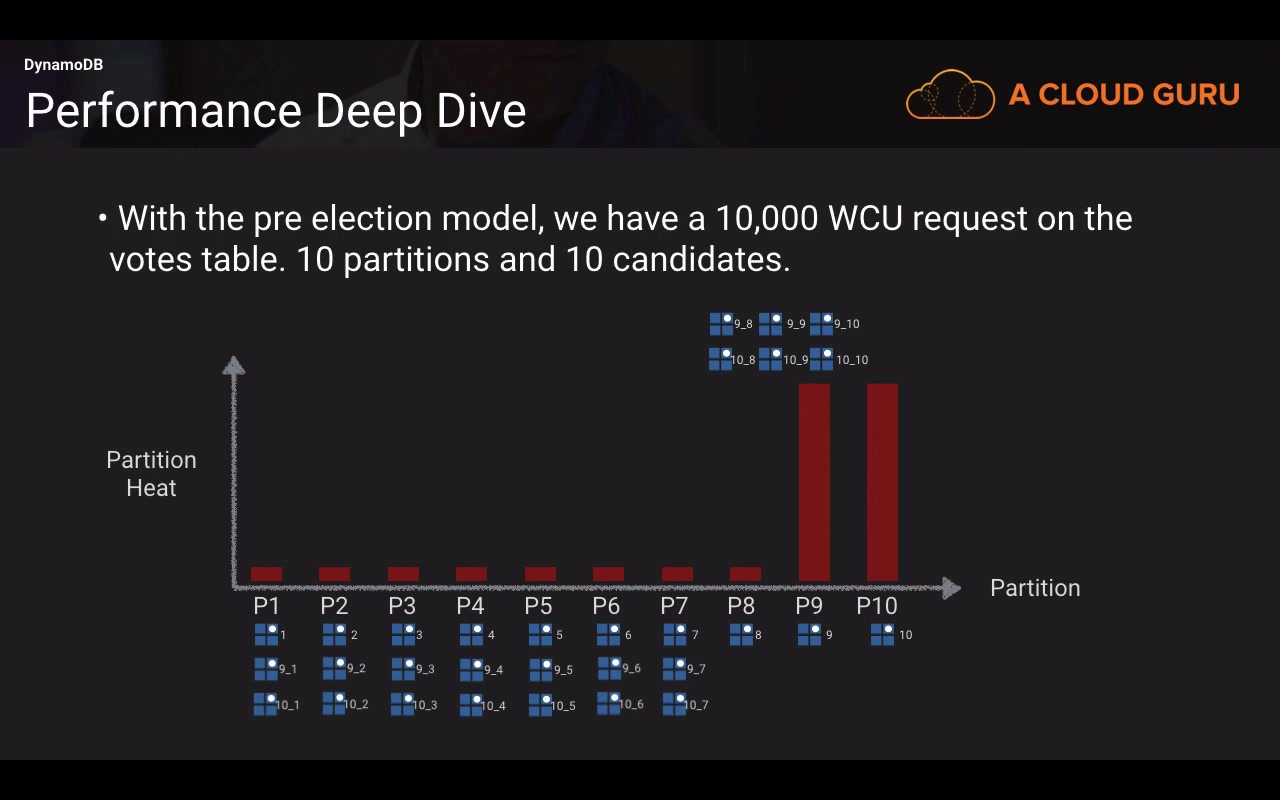 DynamoDB
Performance Deep Dive
A CLOUD GURU
• With the pre election model, we have a 10,000 WCU request on the
votes table. 10 partitions and 10 candidates.
9_8 9_9 9_10
10_8 10_9 10_10
Partition
Heat
Partition
P1 P2 P3 P4 P5 P6 P7 P8 P9 P10
1 2 3 4 5 6 7 8 9 10
9_1 9_2 9_3 9_4 9_5 9_6 9_7
10_1 10_2 10_3 10_4 10_5 10_6 10_7